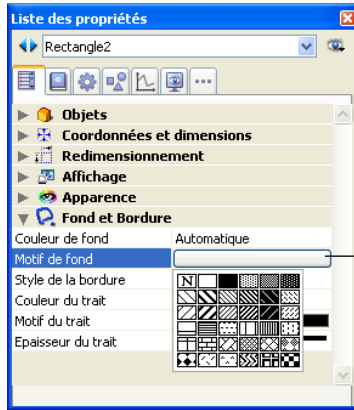 Liste des propriétés
Rectangle2
Objets
Coordonnées et dimensions
Redimensionnement
Affichage
Apparence
Fond et Bordure
Couleur de fond Automatique
Motif de fond
Style de la bordure
N
Couleur du trait
Motif du trait
Epaisseur du trait